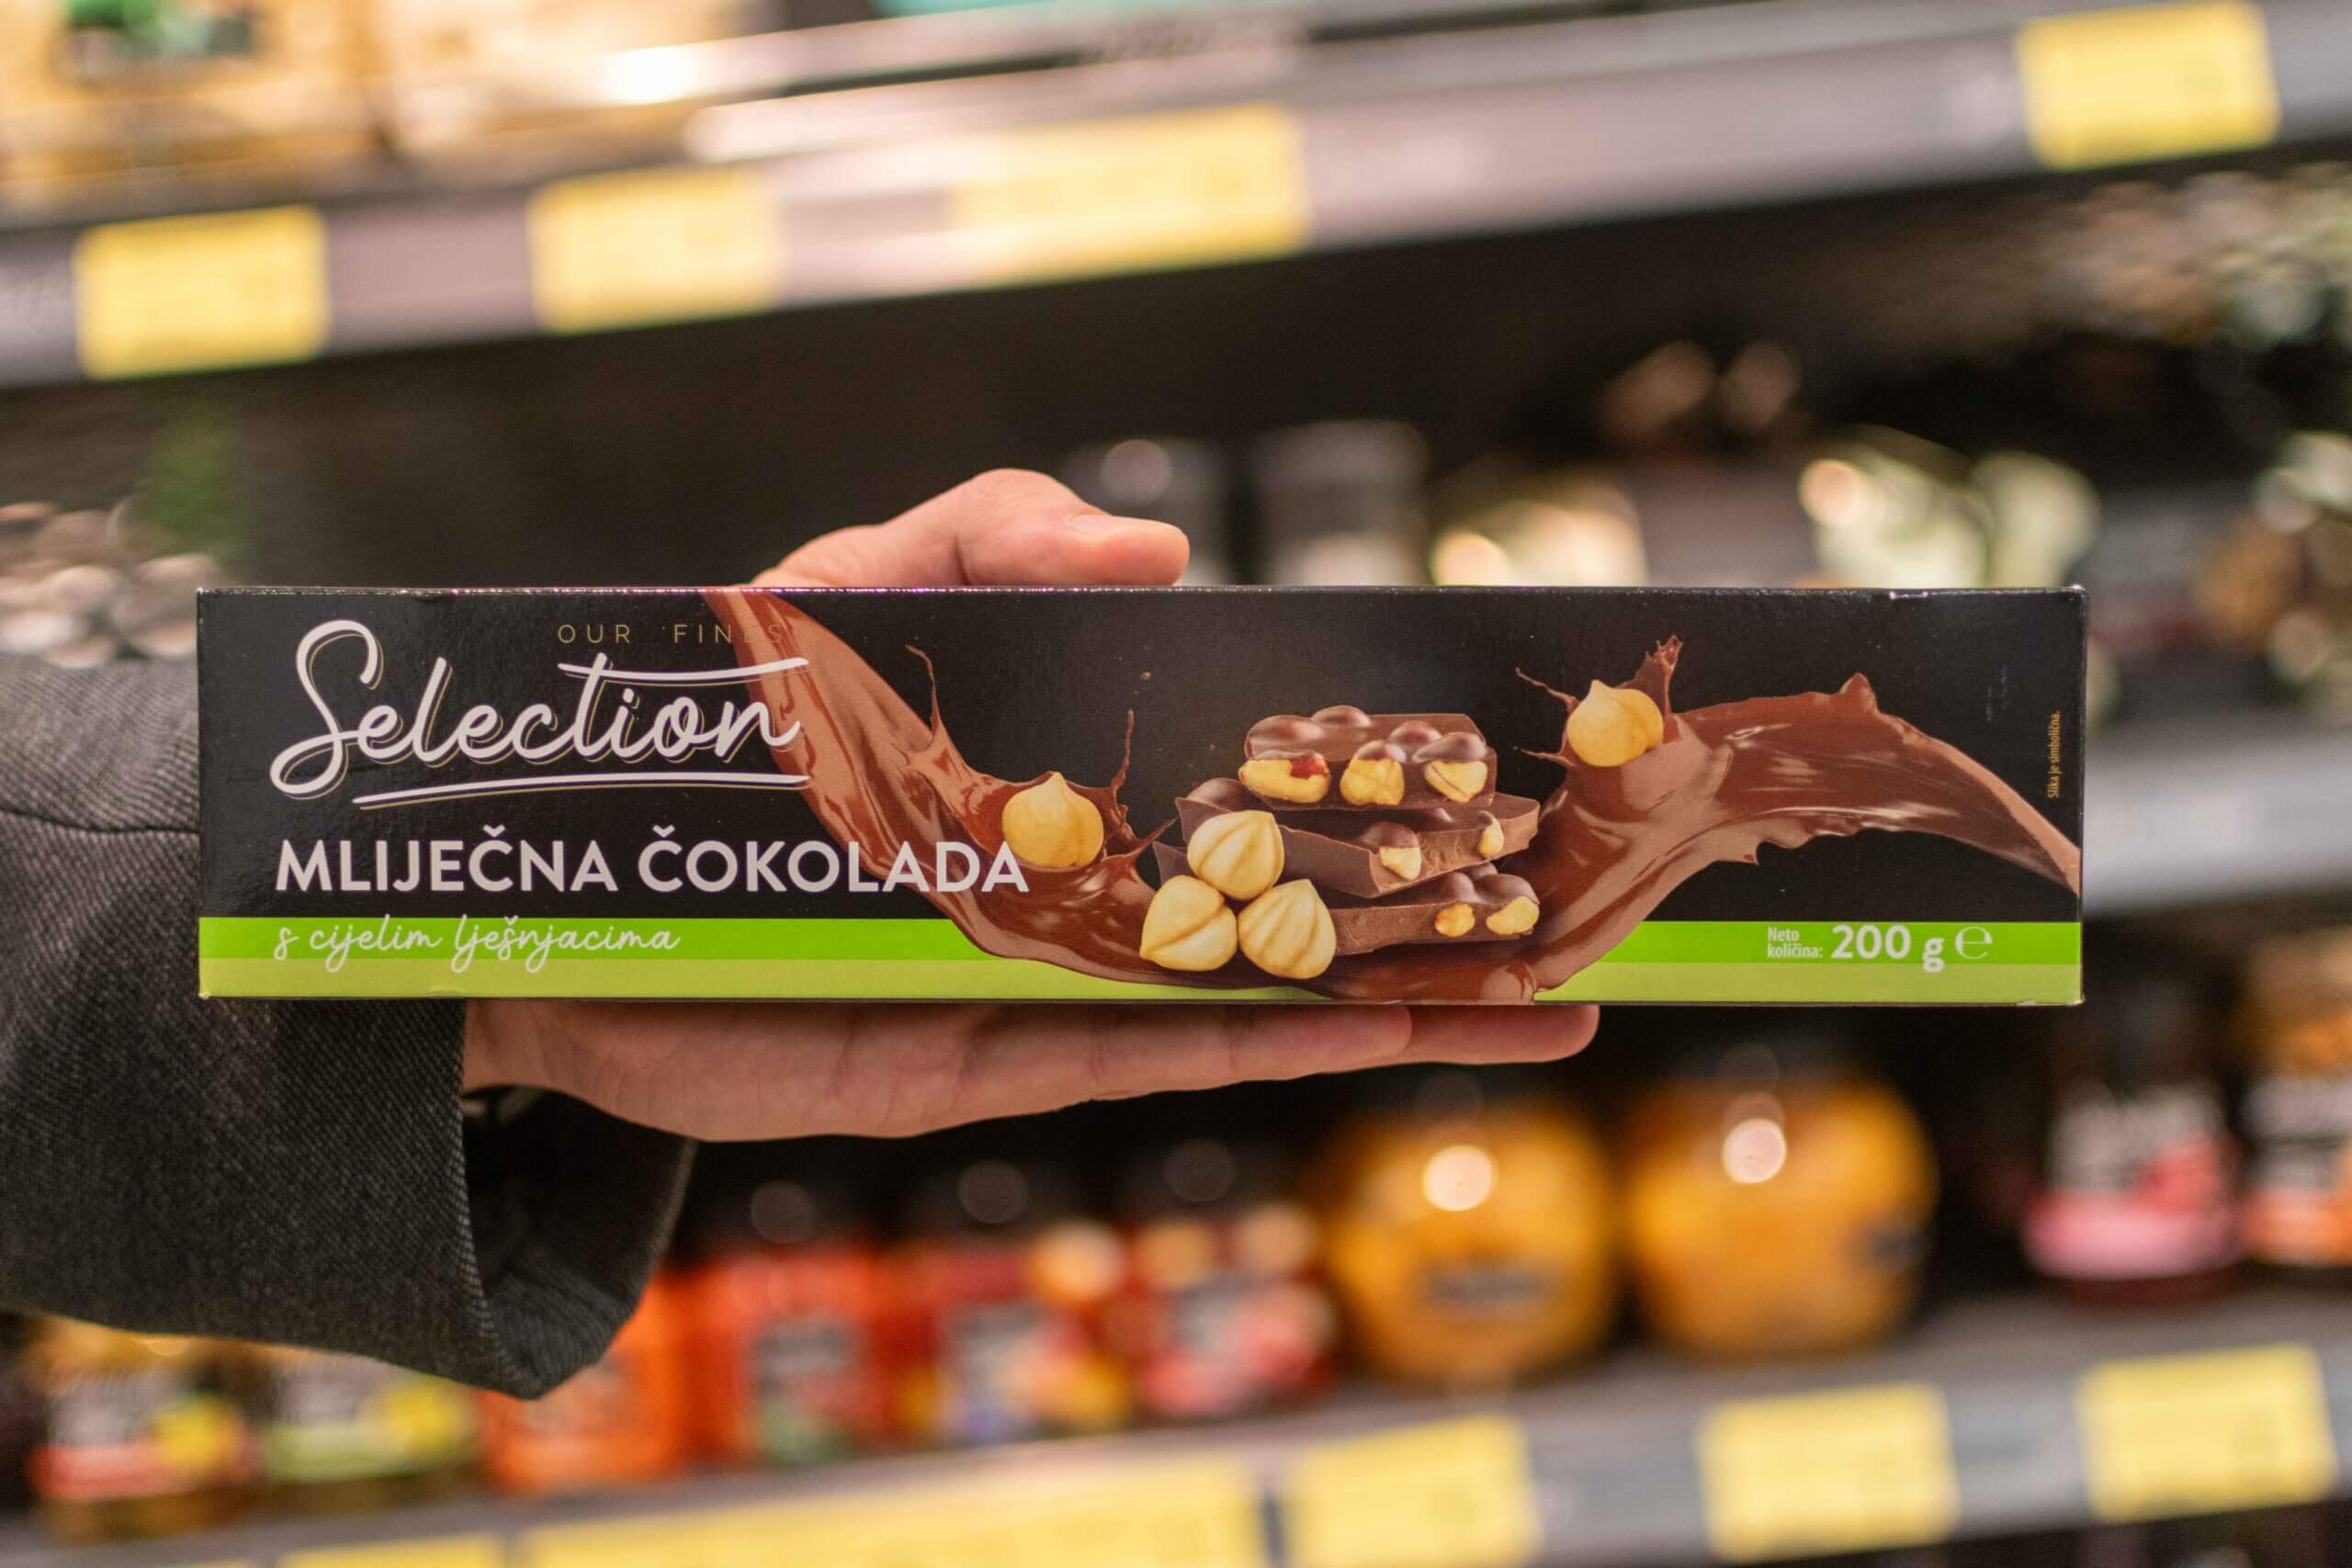 OUR FINEST
Selection
MLIJEČNA ČOKOLADA
s cijelim lješnjacima
Neto
količina: 200 g ℮
Slika je simbolična.